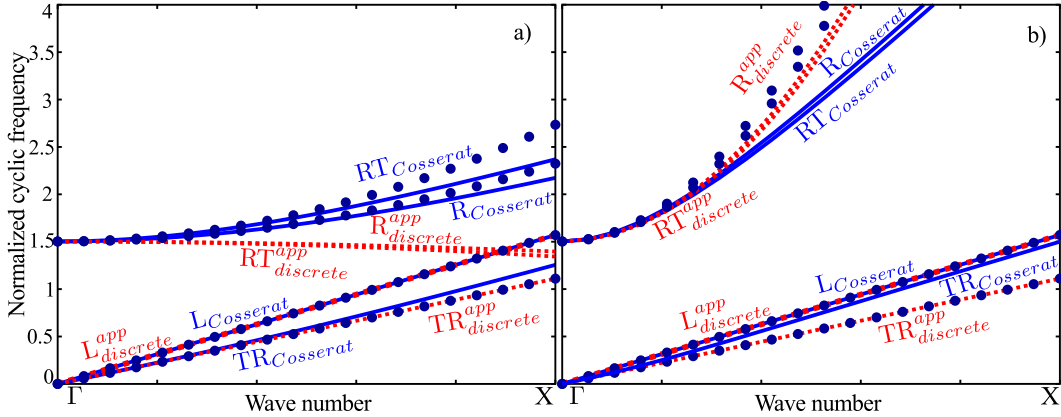 Normalized cyclic frequency
4
3.5
3
2.5
2
1.5
1
0.5
0
a)
RT_Cosserat
R_Cosserat
R^app_discrete
RT^app_discrete
L^app_discrete
L_Cosserat
TR_Cosserat
TR^app_discrete
Γ
Wave number
X
b)
R^app_discrete
R_Cosserat
RT_Cosserat
RT^app_discrete
L^app_discrete
L_Cosserat
TR_Cosserat
TR^app_discrete
Γ
Wave number
X